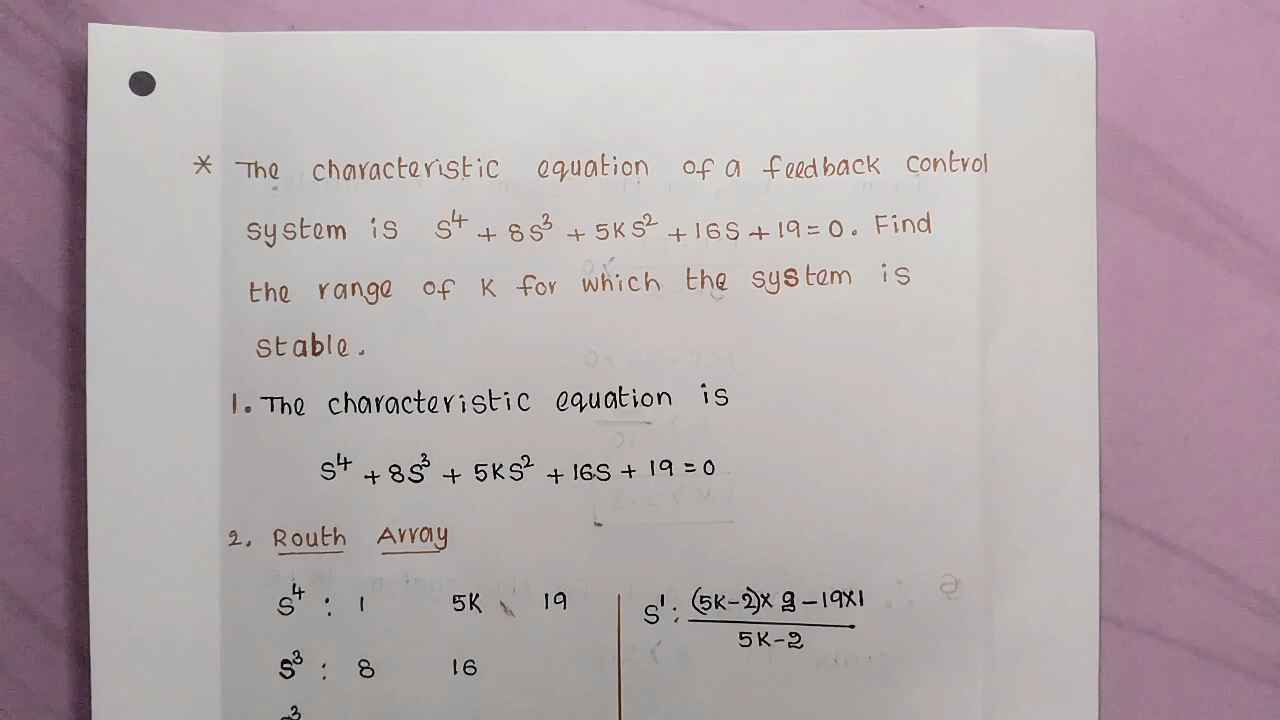 * The characteristic equation of a feedback control
system is S⁴ + 8S³ + 5KS² + 16S + 19 = 0. Find
the range of K for which the system is
stable.
1. The characteristic equation is
S⁴ + 8S³ + 5KS² + 16S + 19 = 0
2. Routh Array
S⁴ : 1 5K 19
S³ : 8 16
S¹ : (5K-2)X 2 - 19X1
5K-2